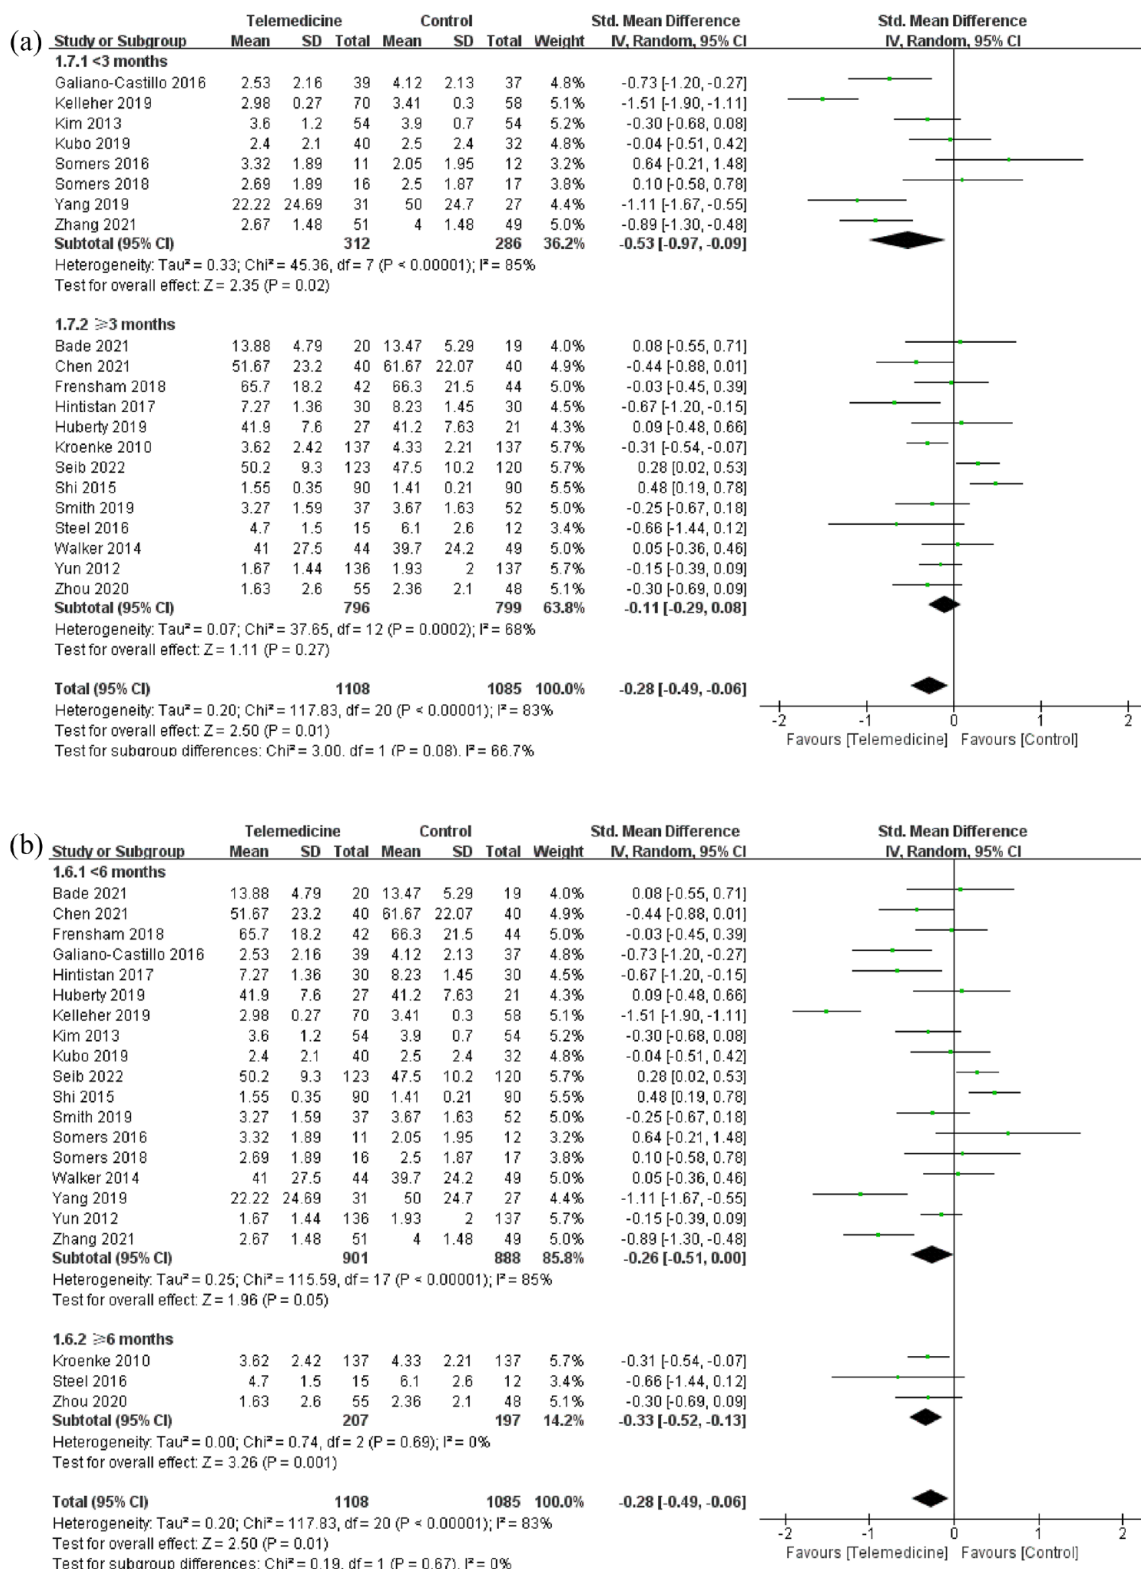 (a)
Telemedicine Control Std. Mean Difference Std. Mean Difference
Study or Subgroup Mean SD Total Mean SD Total Weight IV, Random, 95% CI IV, Random, 95% CI
1.7.1 <3 months
Galiano-Castillo 2016 2.53 2.16 39 4.12 2.13 37 4.8% -0.73 [-1.20, -0.27]
Kelleher 2019 2.98 0.27 70 3.41 0.3 58 5.1% -1.51 [-1.90, -1.11]
Kim 2013 3.6 1.2 54 3.9 0.7 54 5.2% -0.30 [-0.68, 0.08]
Kubo 2019 2.4 2.1 40 2.5 2.4 32 4.8% -0.04 [-0.51, 0.42]
Somers 2016 3.32 1.89 11 2.05 1.95 12 3.2% 0.64 [-0.21, 1.48]
Somers 2018 2.69 1.89 16 2.5 1.87 17 3.8% 0.10 [-0.58, 0.78]
Yang 2019 22.22 24.69 31 50 24.7 27 4.4% -1.11 [-1.67, -0.55]
Zhang 2021 2.67 1.48 51 4 1.48 49 5.0% -0.89 [-1.30, -0.48]
Subtotal (95% CI) 312 286 36.2% -0.53 [-0.97, -0.09]
Heterogeneity: Tau² = 0.33; Chi² = 45.36, df = 7 (P < 0.00001); I² = 85%
Test for overall effect: Z = 2.35 (P = 0.02)
1.7.2 ≥3 months
Bade 2021 13.88 4.79 20 13.47 5.29 19 4.0% 0.08 [-0.55, 0.71]
Chen 2021 51.67 23.2 40 61.67 22.07 40 4.9% -0.44 [-0.88, 0.01]
Frensham 2018 65.7 18.2 42 66.3 21.5 44 5.0% -0.03 [-0.45, 0.39]
Hintistan 2017 7.27 1.36 30 8.23 1.45 30 4.5% -0.67 [-1.20, -0.15]
Huberty 2019 41.9 7.6 27 41.2 7.63 21 4.3% 0.09 [-0.48, 0.66]
Kroenke 2010 3.62 2.42 137 4.33 2.21 137 5.7% -0.31 [-0.54, -0.07]
Seib 2022 50.2 9.3 123 47.5 10.2 120 5.7% 0.28 [0.02, 0.53]
Shi 2015 1.55 0.35 90 1.41 0.21 90 5.5% 0.48 [0.19, 0.78]
Smith 2019 3.27 1.59 37 3.67 1.63 52 5.0% -0.25 [-0.67, 0.18]
Steel 2016 4.7 1.5 15 6.1 2.6 12 3.4% -0.66 [-1.44, 0.12]
Walker 2014 41 27.5 44 39.7 24.2 49 5.0% 0.05 [-0.36, 0.46]
Yun 2012 1.67 1.44 136 1.93 2 137 5.7% -0.15 [-0.39, 0.09]
Zhou 2020 1.63 2.6 55 2.36 2.1 48 5.1% -0.30 [-0.69, 0.09]
Subtotal (95% CI) 796 799 63.8% -0.11 [-0.29, 0.08]
Heterogeneity: Tau² = 0.07; Chi² = 37.65, df = 12 (P = 0.0002); I² = 68%
Test for overall effect: Z = 1.11 (P = 0.27)
Total (95% CI) 1108 1085 100.0% -0.28 [-0.49, -0.06]
Heterogeneity: Tau² = 0.20; Chi² = 117.83, df = 20 (P < 0.00001); I² = 83%
Test for overall effect: Z = 2.50 (P = 0.01)
Test for subgroup differences: Chi² = 3.00, df = 1 (P = 0.08), I² = 66.7%
-2 -1 0 1 2
Favours [Telemedicine] Favours [Control]
(b)
Telemedicine Control Std. Mean Difference Std. Mean Difference
Study or Subgroup Mean SD Total Mean SD Total Weight IV, Random, 95% CI IV, Random, 95% CI
1.6.1 <6 months
Bade 2021 13.88 4.79 20 13.47 5.29 19 4.0% 0.08 [-0.55, 0.71]
Chen 2021 51.67 23.2 40 61.67 22.07 40 4.9% -0.44 [-0.88, 0.01]
Frensham 2018 65.7 18.2 42 66.3 21.5 44 5.0% -0.03 [-0.45, 0.39]
Galiano-Castillo 2016 2.53 2.16 39 4.12 2.13 37 4.8% -0.73 [-1.20, -0.27]
Hintistan 2017 7.27 1.36 30 8.23 1.45 30 4.5% -0.67 [-1.20, -0.15]
Huberty 2019 41.9 7.6 27 41.2 7.63 21 4.3% 0.09 [-0.48, 0.66]
Kelleher 2019 2.98 0.27 70 3.41 0.3 58 5.1% -1.51 [-1.90, -1.11]
Kim 2013 3.6 1.2 54 3.9 0.7 54 5.2% -0.30 [-0.68, 0.08]
Kubo 2019 2.4 2.1 40 2.5 2.4 32 4.8% -0.04 [-0.51, 0.42]
Seib 2022 50.2 9.3 123 47.5 10.2 120 5.7% 0.28 [0.02, 0.53]
Shi 2015 1.55 0.35 90 1.41 0.21 90 5.5% 0.48 [0.19, 0.78]
Smith 2019 3.27 1.59 37 3.67 1.63 52 5.0% -0.25 [-0.67, 0.18]
Somers 2016 3.32 1.89 11 2.05 1.95 12 3.2% 0.64 [-0.21, 1.48]
Somers 2018 2.69 1.89 16 2.5 1.87 17 3.8% 0.10 [-0.58, 0.78]
Walker 2014 41 27.5 44 39.7 24.2 49 5.0% 0.05 [-0.36, 0.46]
Yang 2019 22.22 24.69 31 50 24.7 27 4.4% -1.11 [-1.67, -0.55]
Yun 2012 1.67 1.44 136 1.93 2 137 5.7% -0.15 [-0.39, 0.09]
Zhang 2021 2.67 1.48 51 4 1.48 49 5.0% -0.89 [-1.30, -0.48]
Subtotal (95% CI) 901 888 85.8% -0.26 [-0.51, 0.00]
Heterogeneity: Tau² = 0.25; Chi² = 115.59, df = 17 (P < 0.00001); I² = 85%
Test for overall effect: Z = 1.96 (P = 0.05)
1.6.2 ≥6 months
Kroenke 2010 3.62 2.42 137 4.33 2.21 137 5.7% -0.31 [-0.54, -0.07]
Steel 2016 4.7 1.5 15 6.1 2.6 12 3.4% -0.66 [-1.44, 0.12]
Zhou 2020 1.63 2.6 55 2.36 2.1 48 5.1% -0.30 [-0.69, 0.09]
Subtotal (95% CI) 207 197 14.2% -0.33 [-0.52, -0.13]
Heterogeneity: Tau² = 0.00; Chi² = 0.74, df = 2 (P = 0.69); I² = 0%
Test for overall effect: Z = 3.26 (P = 0.001)
Total (95% CI) 1108 1085 100.0% -0.28 [-0.49, -0.06]
Heterogeneity: Tau² = 0.20; Chi² = 117.83, df = 20 (P < 0.00001); I² = 83%
Test for overall effect: Z = 2.50 (P = 0.01)
Test for subgroup differences: Chi² = 0.19, df = 1 (P = 0.67), I² = 0%
-2 -1 0 1 2
Favours [Telemedicine] Favours [Control]